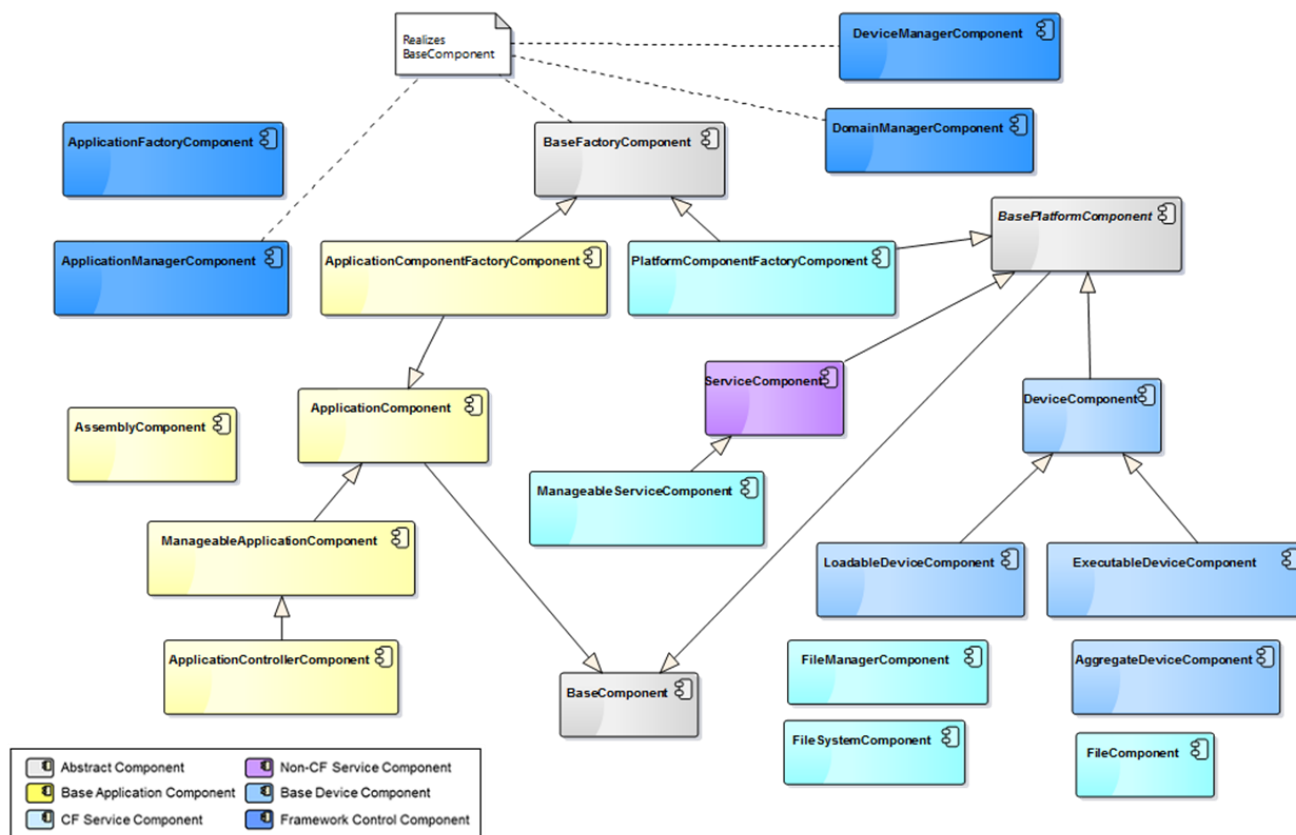 Realizes
BaseComponent
DeviceManagerComponent
ApplicationFactoryComponent
BaseFactoryComponent
DomainManagerComponent
BasePlatformComponent
ApplicationManagerComponent
ApplicationComponentFactoryComponent
PlatformComponentFactoryComponent
ServiceComponent
DeviceComponent
ApplicationComponent
AssemblyComponent
ManageableServiceComponent
ManageableApplicationComponent
LoadableDeviceComponent
ExecutableDeviceComponent
ApplicationControllerComponent
FileManagerComponent
AggregateDeviceComponent
BaseComponent
FileSystemComponent
FileComponent
Abstract Component
Non-CF Service Component
Base Application Component
Base Device Component
CF Service Component
Framework Control Component